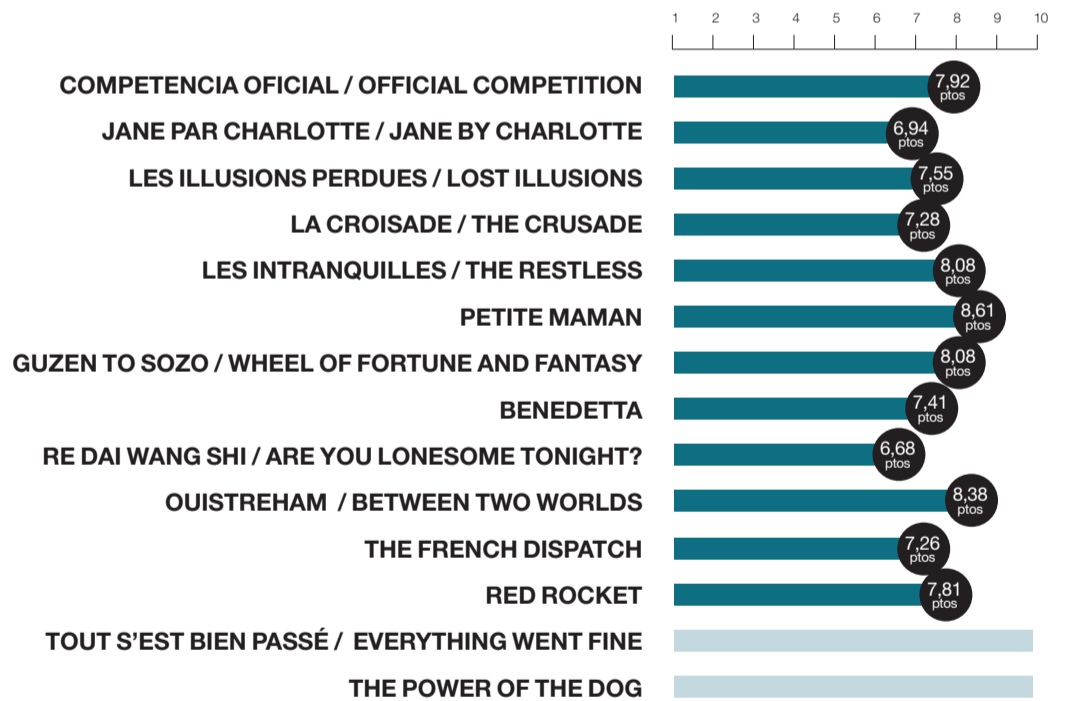 1 2 3 4 5 6 7 8 9 10
COMPETENCIA OFICIAL / OFFICIAL COMPETITION 7,92 ptos
JANE PAR CHARLOTTE / JANE BY CHARLOTTE 6,94 ptos
LES ILLUSIONS PERDUES / LOST ILLUSIONS 7,55 ptos
LA CROISADE / THE CRUSADE 7,28 ptos
LES INTRANQUILLES / THE RESTLESS 8,08 ptos
PETITE MAMAN 8,61 ptos
GUZEN TO SOZO / WHEEL OF FORTUNE AND FANTASY 8,08 ptos
BENEDETTA 7,41 ptos
RE DAI WANG SHI / ARE YOU LONESOME TONIGHT? 6,68 ptos
OUISTREHAM / BETWEEN TWO WORLDS 8,38 ptos
THE FRENCH DISPATCH 7,26 ptos
RED ROCKET 7,81 ptos
TOUT S’EST BIEN PASSÉ / EVERYTHING WENT FINE
THE POWER OF THE DOG